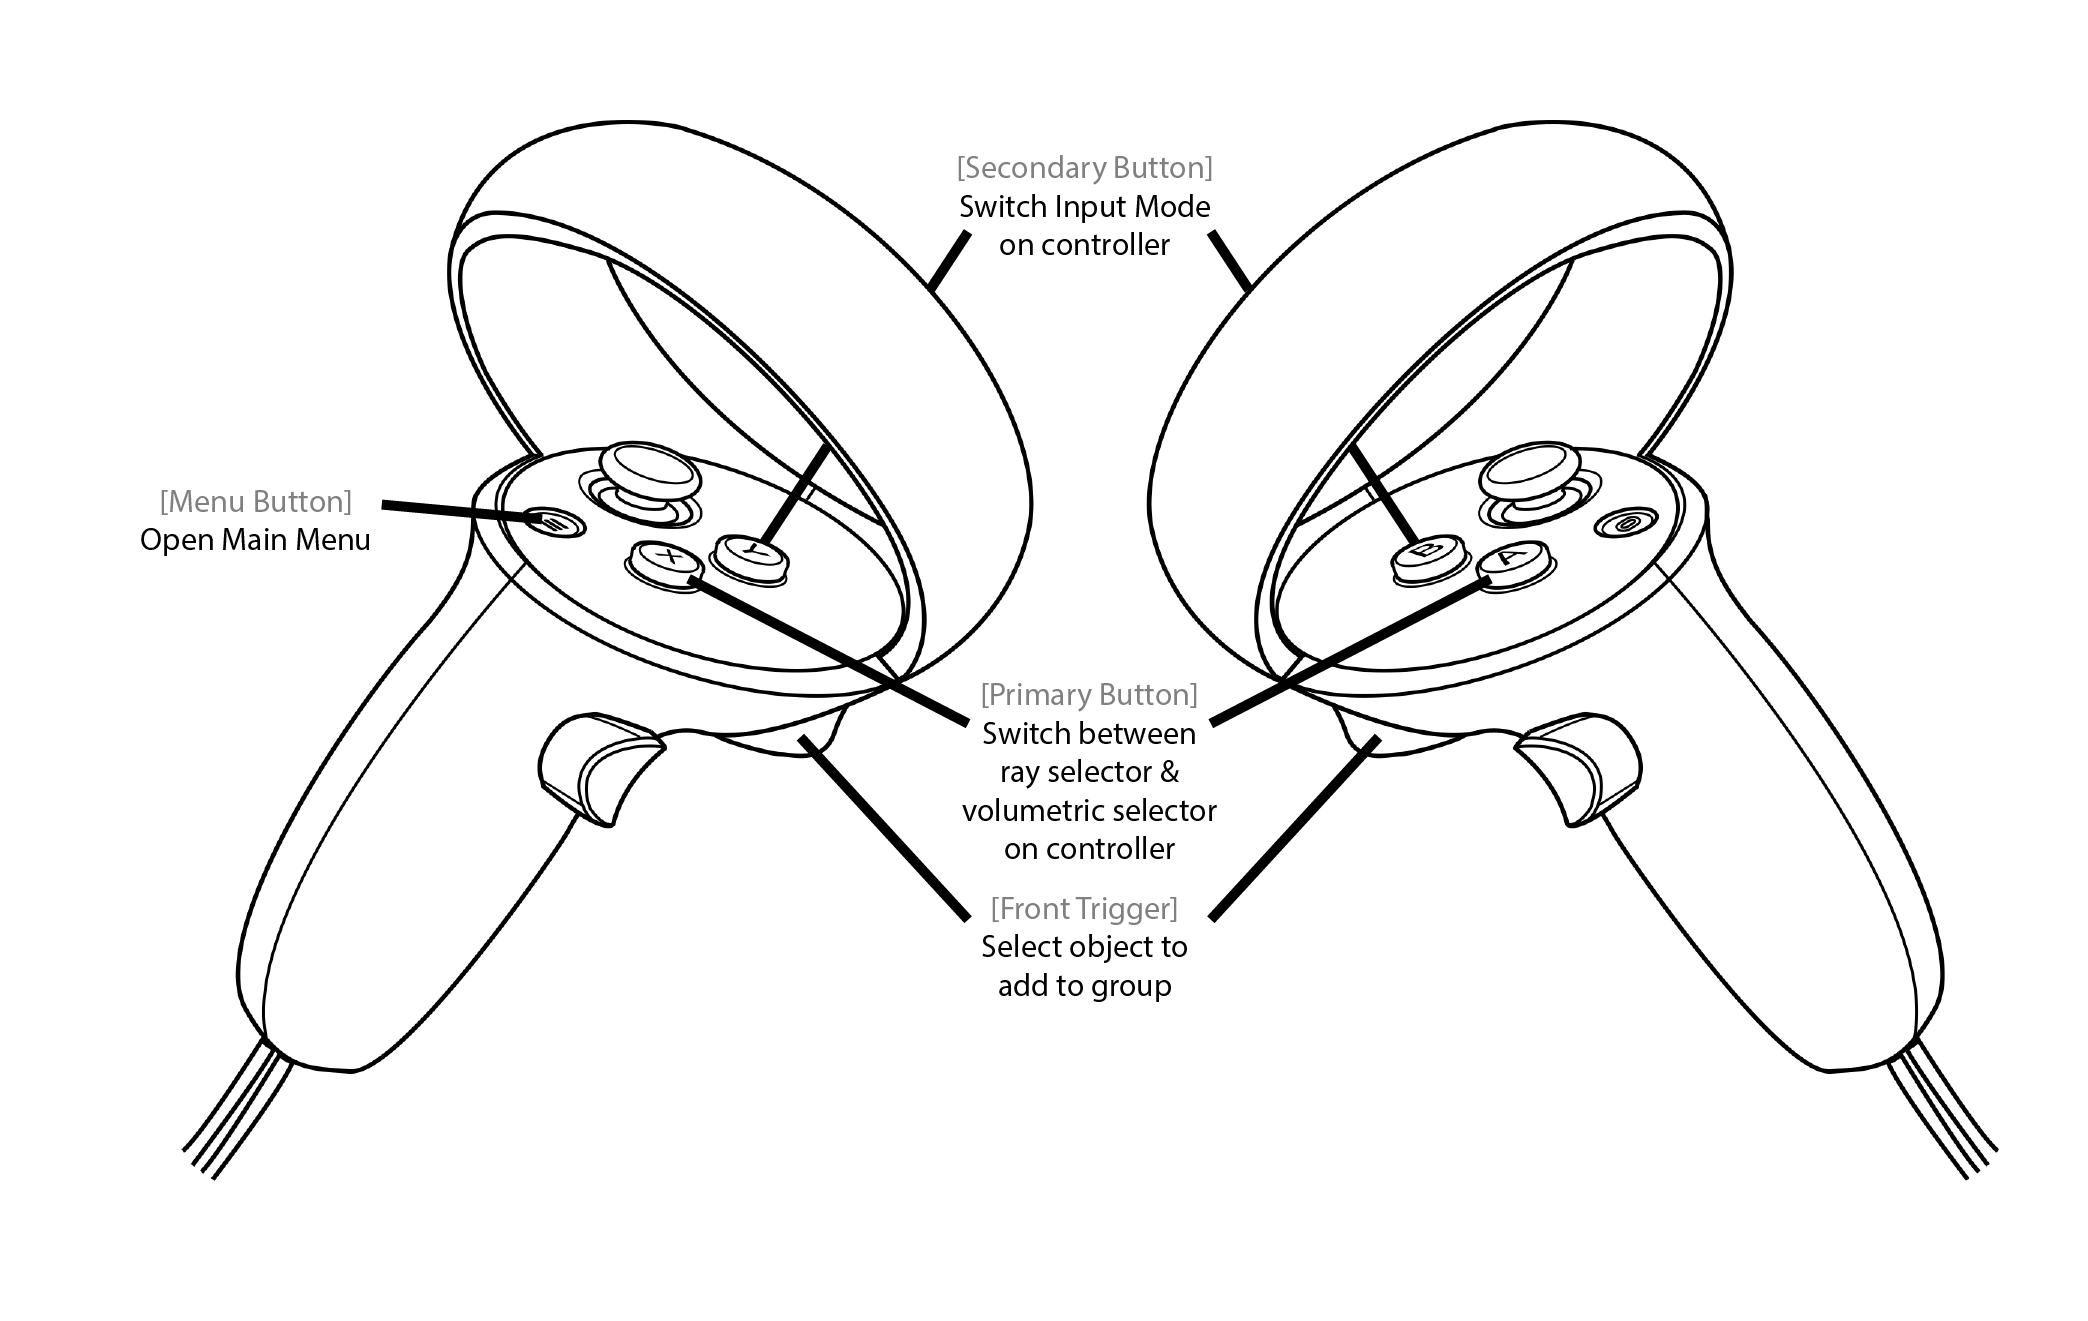 [Secondary Button]
Switch Input Mode
on controller
[Menu Button]
Open Main Menu
X
Y
B
A
[Primary Button]
Switch between
ray selector &
volumetric selector
on controller
[Front Trigger]
Select object to
add to group